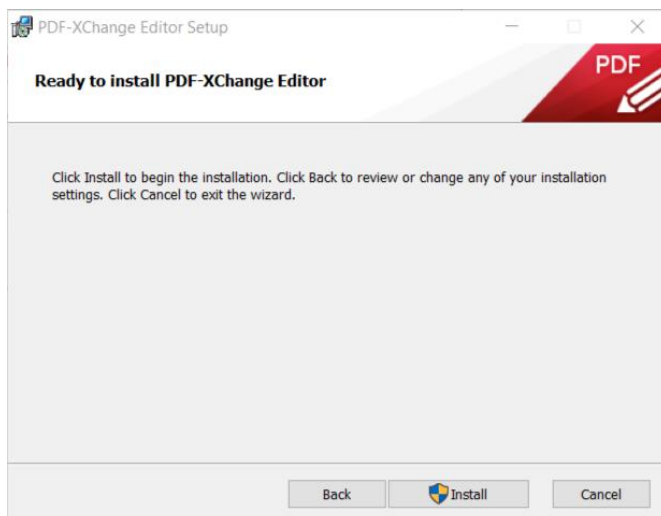 PDF-XChange Editor Setup
PDF
Ready to install PDF-XChange Editor
Click Install to begin the installation. Click Back to review or change any of your installation
settings. Click Cancel to exit the wizard.
Back
Install
Cancel